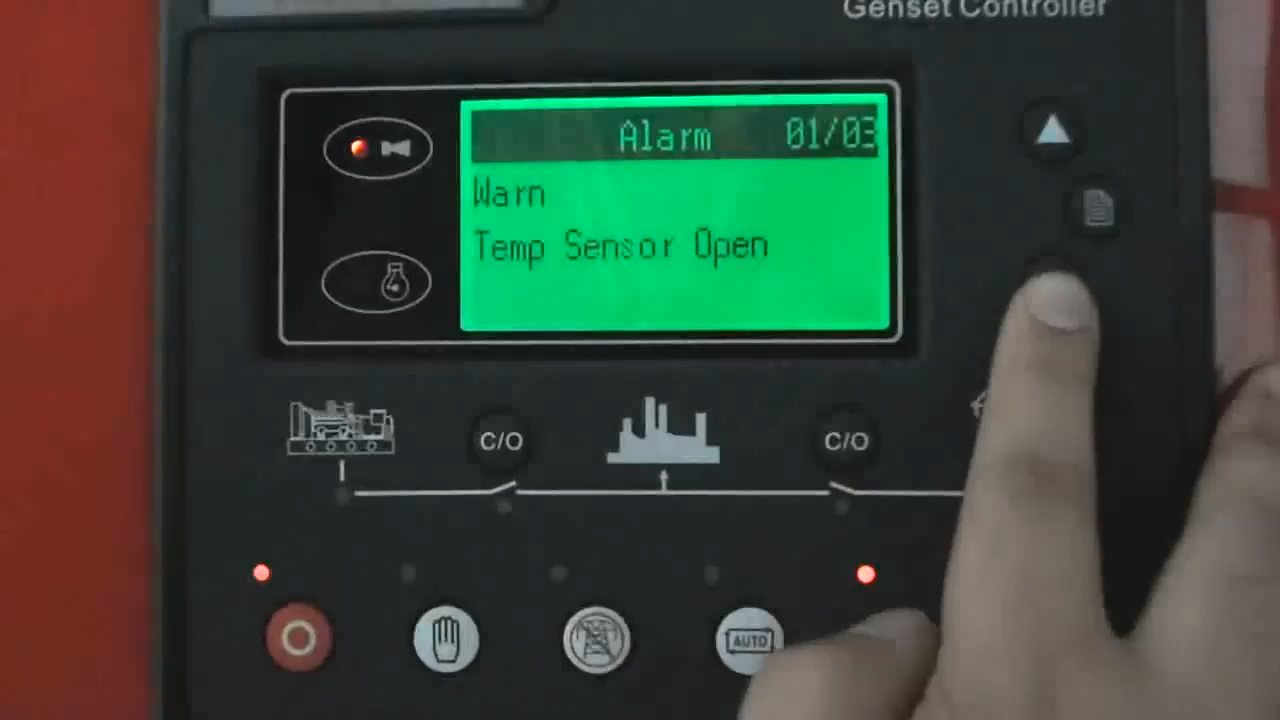 Genset Controller
Alarm 01/03
Warn
Temp Sensor Open
C/O C/O
AUTO